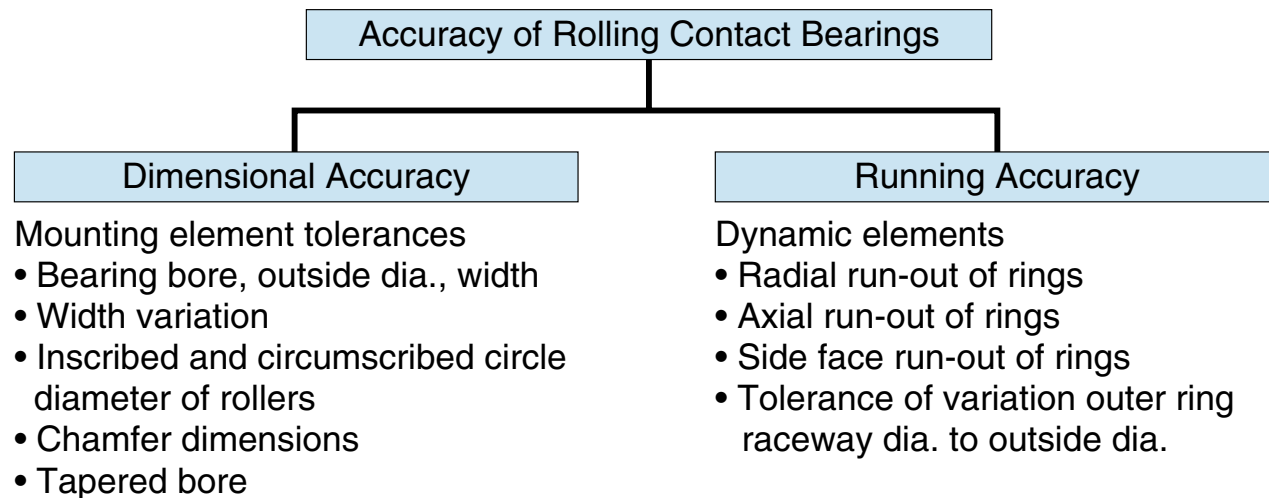 Accuracy of Rolling Contact Bearings
Dimensional Accuracy
Mounting element tolerances
• Bearing bore, outside dia., width
• Width variation
• Inscribed and circumscribed circle
diameter of rollers
• Chamfer dimensions
• Tapered bore
Running Accuracy
Dynamic elements
• Radial run-out of rings
• Axial run-out of rings
• Side face run-out of rings
• Tolerance of variation outer ring
raceway dia. to outside dia.